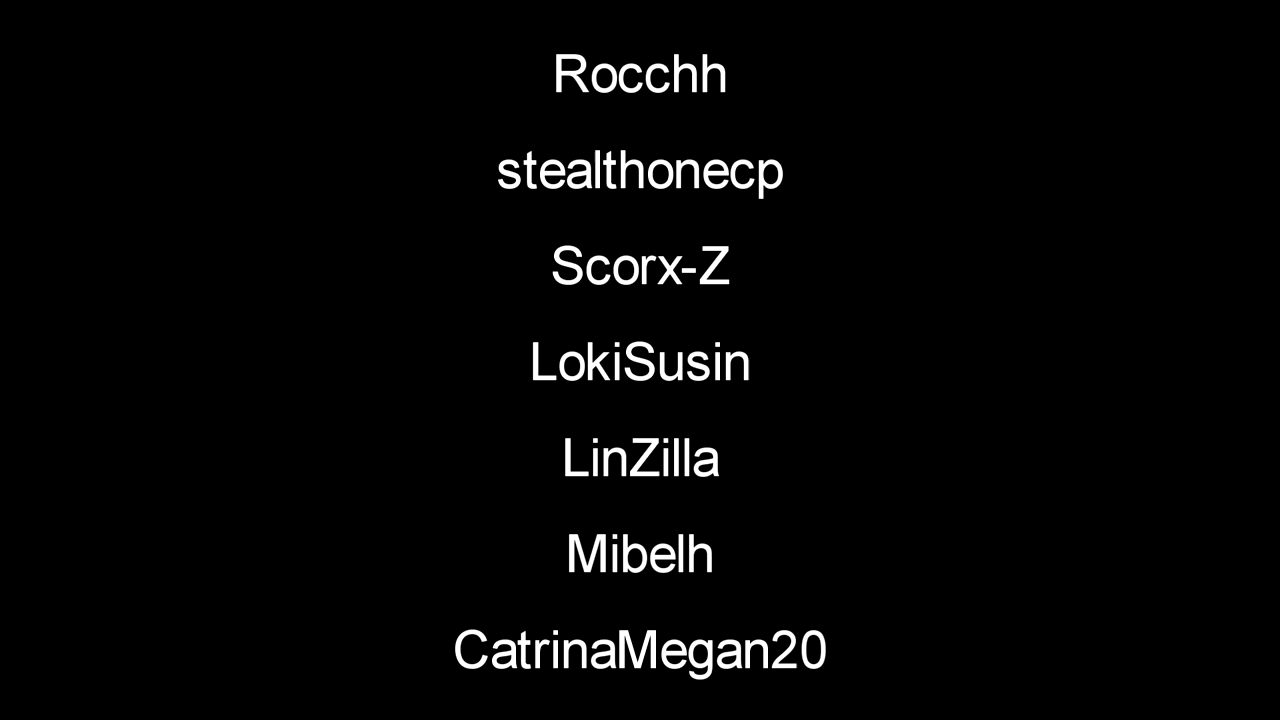 Rocchh
stealthonecp
Scorx-Z
LokiSusin
LinZilla
Mibelh
CatrinaMegan20